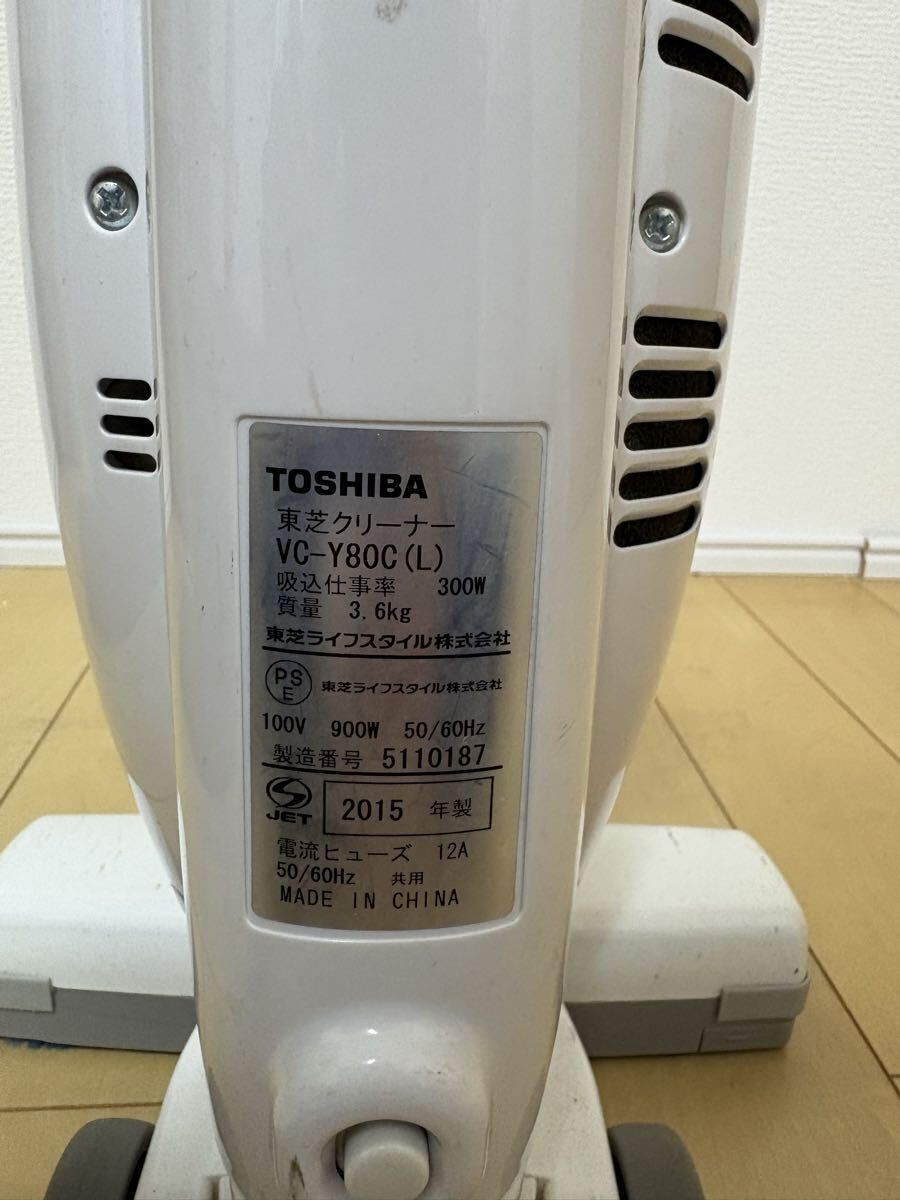 TOSHIBA
東芝クリーナー
VC-Y80C(L)
吸込仕事率 300W
質量 3.6kg
東芝ライフスタイル株式会社
PS E 東芝ライフスタイル株式会社
100V 900W 50/60Hz
製造番号 5110187
JET 2015 年製
電流ヒューズ 12A
50/60Hz 共用
MADE IN CHINA